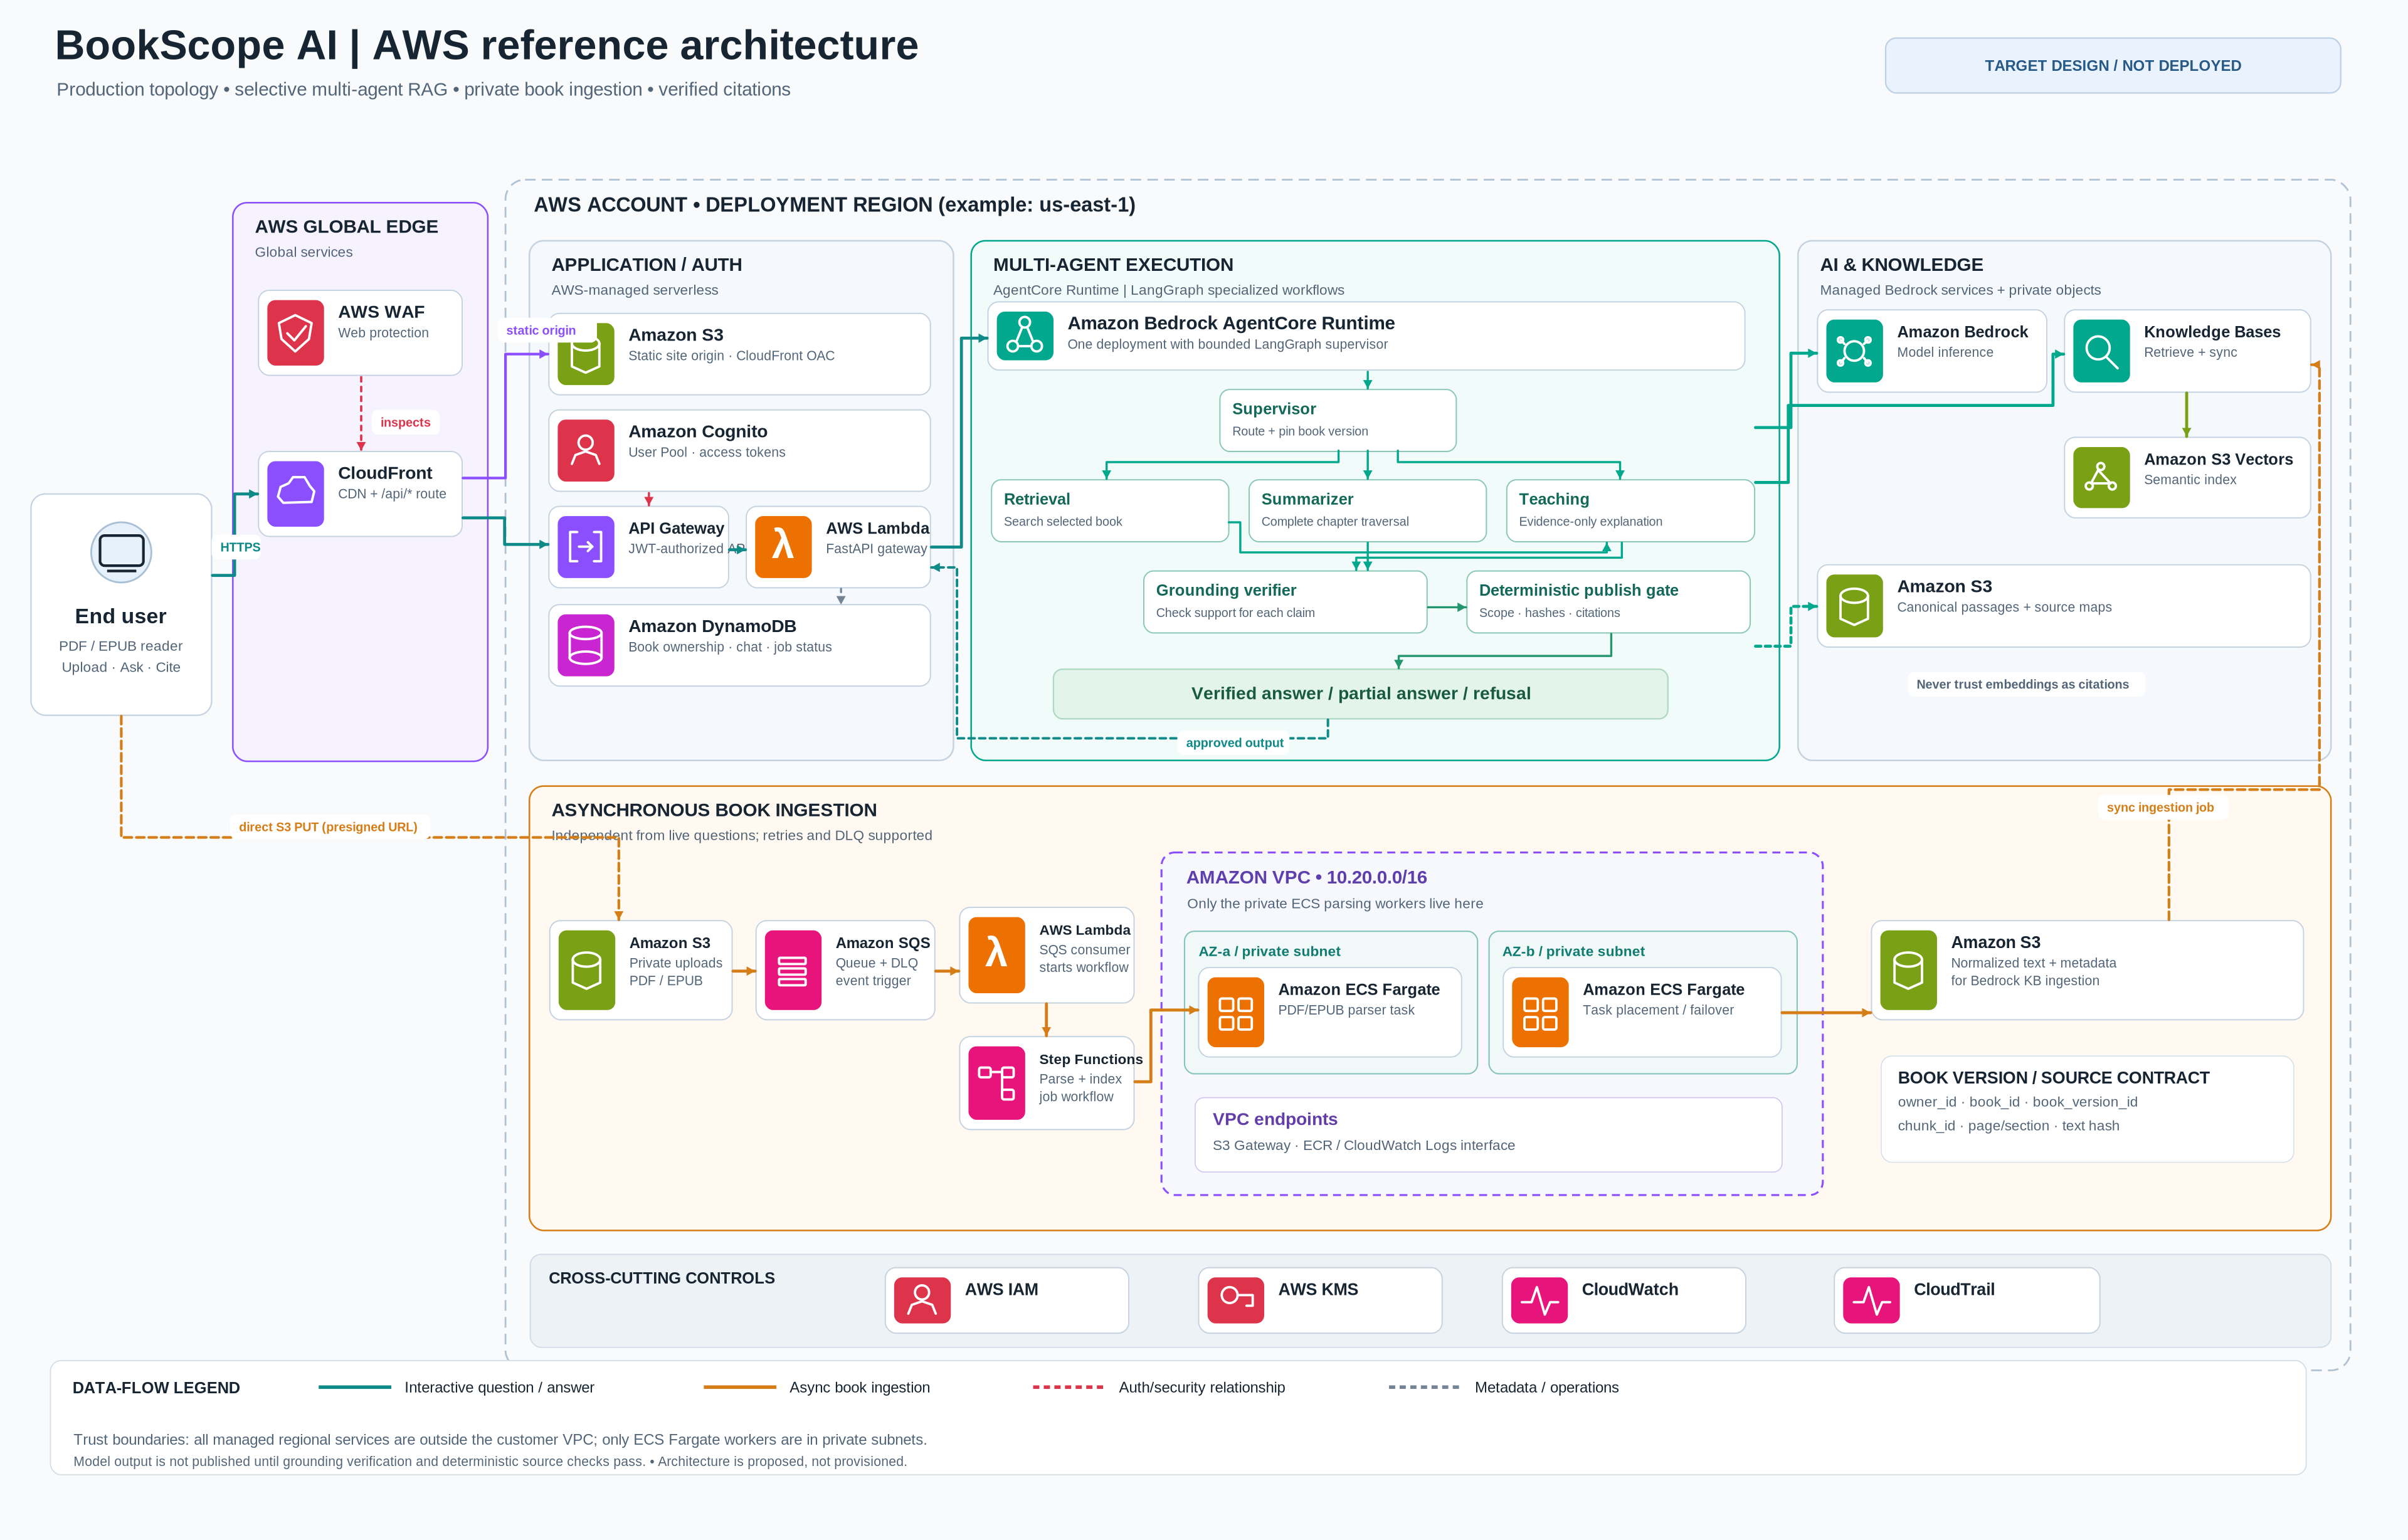 BookScope AI | AWS reference architecture
Production topology • selective multi-agent RAG • private book ingestion • verified citations
TARGET DESIGN / NOT DEPLOYED
AWS ACCOUNT • DEPLOYMENT REGION (example: us-east-1)
AWS GLOBAL EDGE
Global services
AWS WAF
Web protection
inspects
CloudFront
CDN + /api/* route
HTTPS
End user
PDF / EPUB reader
Upload · Ask · Cite
APPLICATION / AUTH
AWS-managed serverless
static origin
Amazon S3
Static site origin · CloudFront OAC
Amazon Cognito
User Pool · access tokens
API Gateway
JWT-authorized API
AWS Lambda
FastAPI gateway
Amazon DynamoDB
Book ownership · chat · job status
MULTI-AGENT EXECUTION
AgentCore Runtime | LangGraph specialized workflows
Amazon Bedrock AgentCore Runtime
One deployment with bounded LangGraph supervisor
Supervisor
Route + pin book version
Retrieval
Search selected book
Summarizer
Complete chapter traversal
Teaching
Evidence-only explanation
Grounding verifier
Check support for each claim
Deterministic publish gate
Scope · hashes · citations
Verified answer / partial answer / refusal
approved output
AI & KNOWLEDGE
Managed Bedrock services + private objects
Amazon Bedrock
Model inference
Knowledge Bases
Retrieve + sync
Amazon S3 Vectors
Semantic index
Amazon S3
Canonical passages + source maps
Never trust embeddings as citations
direct S3 PUT (presigned URL)
ASYNCHRONOUS BOOK INGESTION
Independent from live questions; retries and DLQ supported
sync ingestion job
Amazon S3
Private uploads
PDF / EPUB
Amazon SQS
Queue + DLQ
event trigger
AWS Lambda
SQS consumer
starts workflow
Step Functions
Parse + index
job workflow
AMAZON VPC • 10.20.0.0/16
Only the private ECS parsing workers live here
AZ-a / private subnet
Amazon ECS Fargate
PDF/EPUB parser task
AZ-b / private subnet
Amazon ECS Fargate
Task placement / failover
VPC endpoints
S3 Gateway · ECR / CloudWatch Logs interface
Amazon S3
Normalized text + metadata
for Bedrock KB ingestion
BOOK VERSION / SOURCE CONTRACT
owner_id · book_id · book_version_id
chunk_id · page/section · text hash
CROSS-CUTTING CONTROLS
AWS IAM
AWS KMS
CloudWatch
CloudTrail
DATA-FLOW LEGEND
Interactive question / answer
Async book ingestion
Auth/security relationship
Metadata / operations
Trust boundaries: all managed regional services are outside the customer VPC; only ECS Fargate workers are in private subnets.
Model output is not published until grounding verification and deterministic source checks pass. • Architecture is proposed, not provisioned.